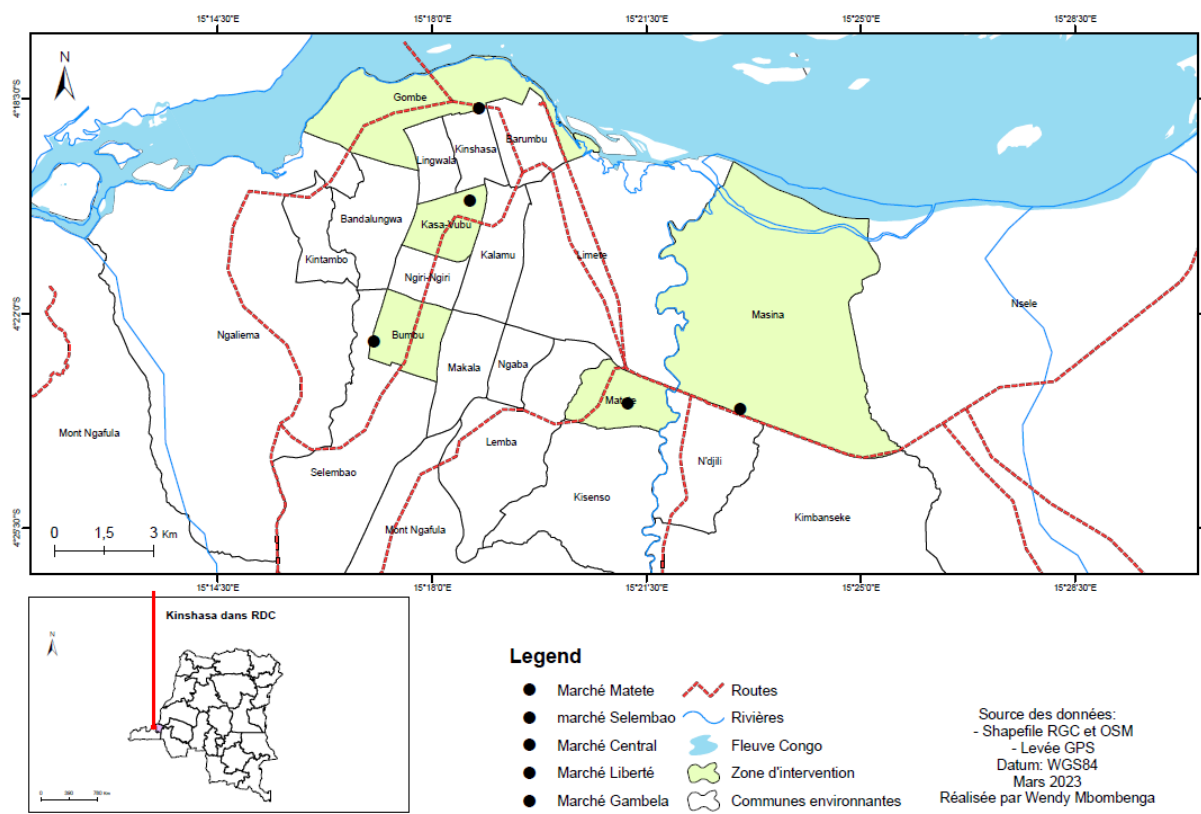 15°14'30"E 15°18'0"E 15°21'30"E 15°25'0"E 15°28'30"E
N
4°18'30"S
4°22'0"S
4°25'30"S
Gombe
Barumbu
Kinshasa
Lingwala
Bandalungwa
Kasa-Vubu
Kintambo
Kalamu
Limete
Ngiri-Ngiri
Nsele
Masina
Ngaliema
Bumbu
Makala
Ngaba
Matete
Mont Ngafula
Lemba
Selembao
N'djili
Kisenso
Kimbanseke
Mont Ngafula
0 1,5 3 Km
15°14'30"E 15°18'0"E 15°21'30"E 15°25'0"E 15°28'30"E
Kinshasa dans RDC
N
Legend
Marché Matete
marché Selembao
Marché Central
Marché Liberté
Marché Gambela
Routes
Rivières
Fleuve Congo
Zone d'intervention
Communes environnantes
Source des données:
- Shapefile RGC et OSM
- Levée GPS
Datum: WGS84
Mars 2023
Réalisée par Wendy Mbombenga